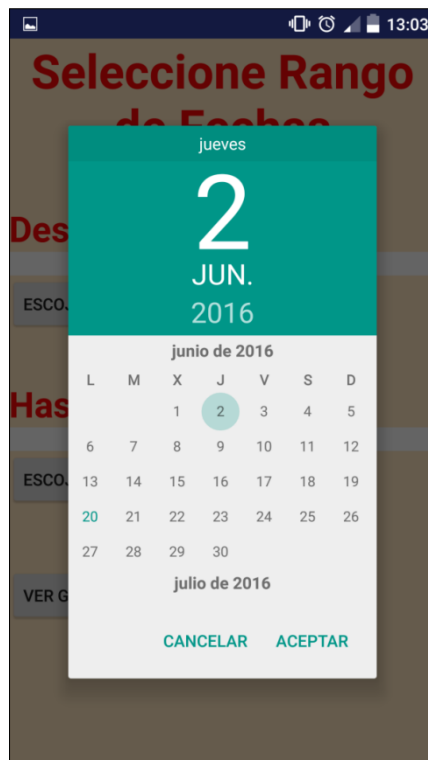 13:03
Seleccione Rango
de Fechas
jueves
2
JUN.
2016
junio de 2016
L M X J V S D
1 2 3 4 5
6 7 8 9 10 11 12
13 14 15 16 17 18 19
20 21 22 23 24 25 26
27 28 29 30
julio de 2016
CANCELAR ACEPTAR
Des
ESCO
Has
ESCO
VER G